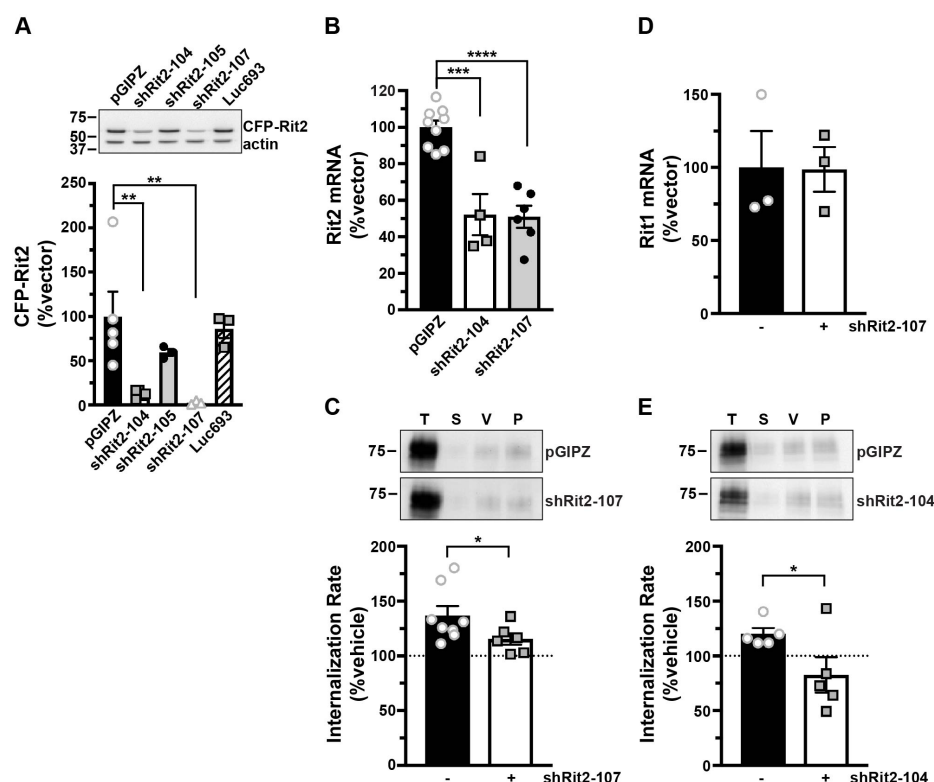 A
pGIPZ
shRit2-104
shRit2-105
shRit2-107
Luc693
75
50
37
CFP-Rit2
actin
**
**
250
200
150
100
50
0
CFP-Rit2
(%vector)
pGIPZ
shRit2-104
shRit2-105
shRit2-107
Luc693
B
****
***
120
100
80
60
40
20
0
Rit2 mRNA
(%vector)
pGIPZ
shRit2-104
shRit2-107
D
150
100
50
0
Rit1 mRNA
(%vector)
- + shRit2-107
C
T S V P
75 pGIPZ
75 shRit2-107
*
200
150
100
50
0
Internalization Rate
(%vehicle)
- + shRit2-107
E
T S V P
75 pGIPZ
75 shRit2-104
*
200
150
100
50
0
Internalization Rate
(%vehicle)
- + shRit2-104